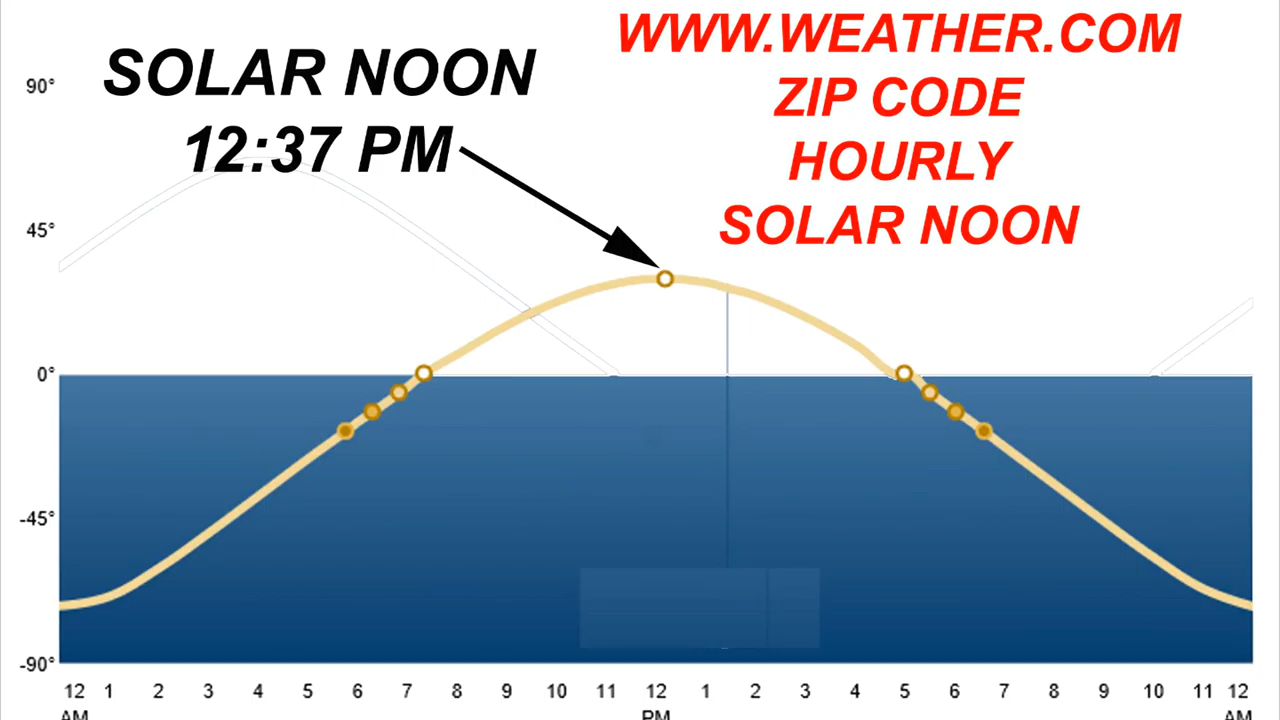 WWW.WEATHER.COM
ZIP CODE
HOURLY
SOLAR NOON
SOLAR NOON
12:37 PM
90°
45°
0°
-45°
-90°
12 1 2 3 4 5 6 7 8 9 10 11 12 1 2 3 4 5 6 7 8 9 10 11 12
AM PM AM